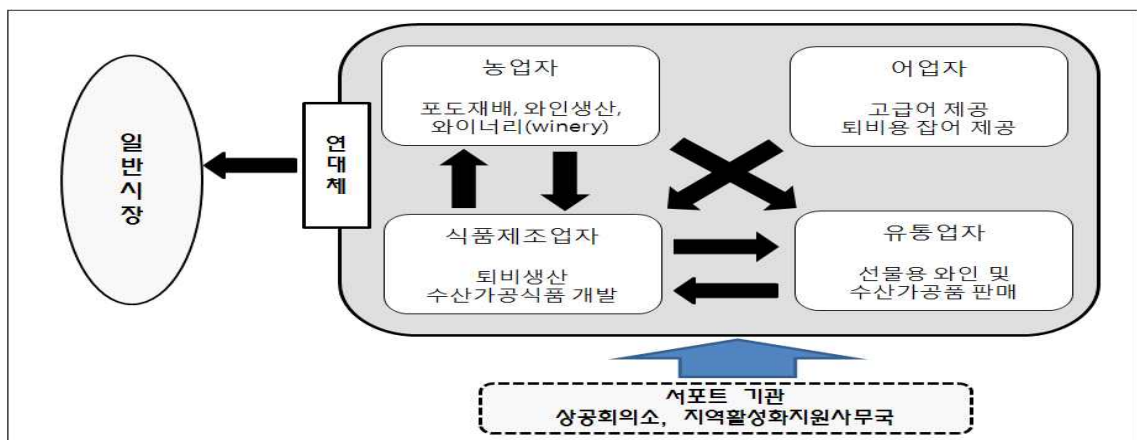 일반시장
연대체
농업자
포도재배, 와인생산,
와이너리(winery)
어업자
고급어 제공
퇴비용 잡어 제공
식품제조업자
퇴비생산
수산가공식품 개발
유통업자
선물용 와인 및
수산가공품 판매
서포트 기관
상공회의소, 지역활성화지원사무국